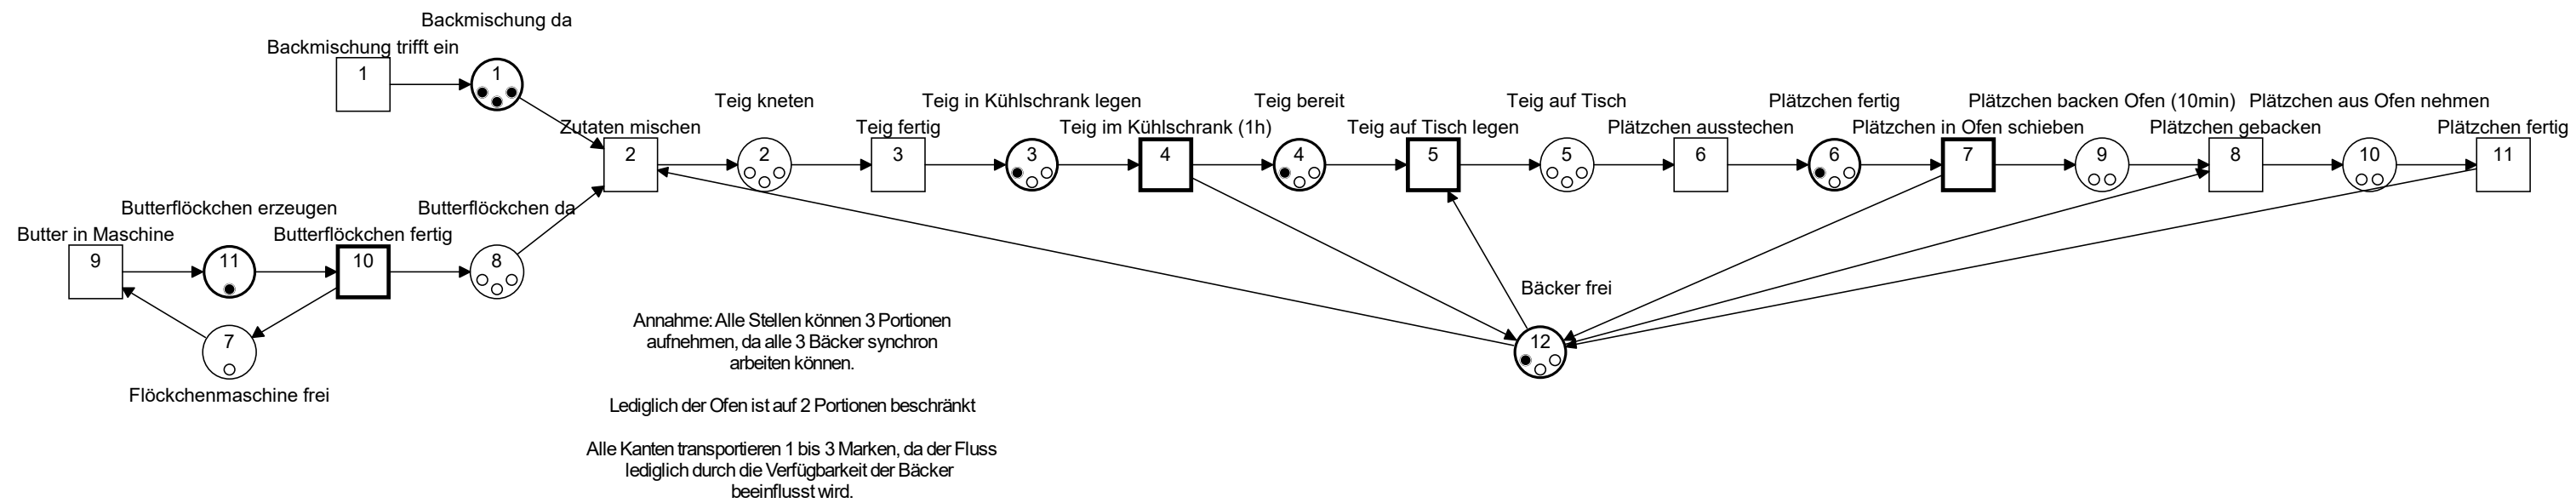 Backmischung da
Backmischung trifft ein
1
1
Teig kneten
Teig in Kühlschrank legen
Teig bereit
Teig auf Tisch
Plätzchen fertig
Plätzchen backen Ofen (10min)
Plätzchen aus Ofen nehmen
Zutaten mischen
Teig fertig
Teig im Kühlschrank (1h)
Teig auf Tisch legen
Plätzchen ausstechen
Plätzchen in Ofen schieben
Plätzchen gebacken
Plätzchen fertig
2
2
3
3
4
4
5
5
6
6
7
9
8
10
11
Butterflöckchen erzeugen
Butterflöckchen da
Butter in Maschine
Butterflöckchen fertig
9
11
10
8
Bäcker frei
7
12
Flöckchenmaschine frei
Annahme: Alle Stellen können 3 Portionen
aufnehmen, da alle 3 Bäcker synchron
arbeiten können.
Lediglich der Ofen ist auf 2 Portionen beschränkt
Alle Kanten transportieren 1 bis 3 Marken, da der Fluss
lediglich durch die Verfügbarkeit der Bäcker
beeinflusst wird.